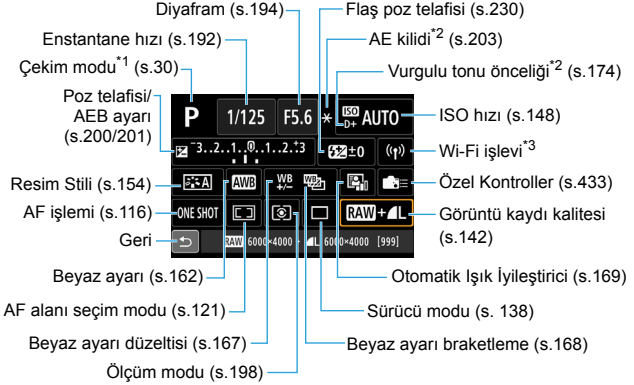 Diyafram (s.194)
Flaş poz telafisi (s.230)
Enstantane hızı (s.192)
AE kilidi*2 (s.203)
Çekim modu*1 (s.30)
Vurgulu tonu önceliği*2 (s.174)
Poz telafisi/
AEB ayarı
(s.200/201)
P 1/125 F5.6 * ISO D+ AUTO
ISO hızı (s.148)
-3..2..1..0..1..2..+3 ±0
Wi-Fi işlevi*3
Resim Stili (s.154)
A AWB WB +/- WB
Özel Kontroller (s.433)
AF işlemi (s.116)
ONE SHOT RAW+L
Görüntü kaydı kalitesi
(s.142)
Geri
RAW 6000×4000 L 6000×4000 [999]
Beyaz ayarı (s.162)
Otomatik Işık İyileştirici (s.169)
AF alanı seçim modu (s.121)
Sürücü modu (s. 138)
Beyaz ayarı düzeltisi (s.167)
Beyaz ayarı braketleme (s.168)
Ölçüm modu (s.198)